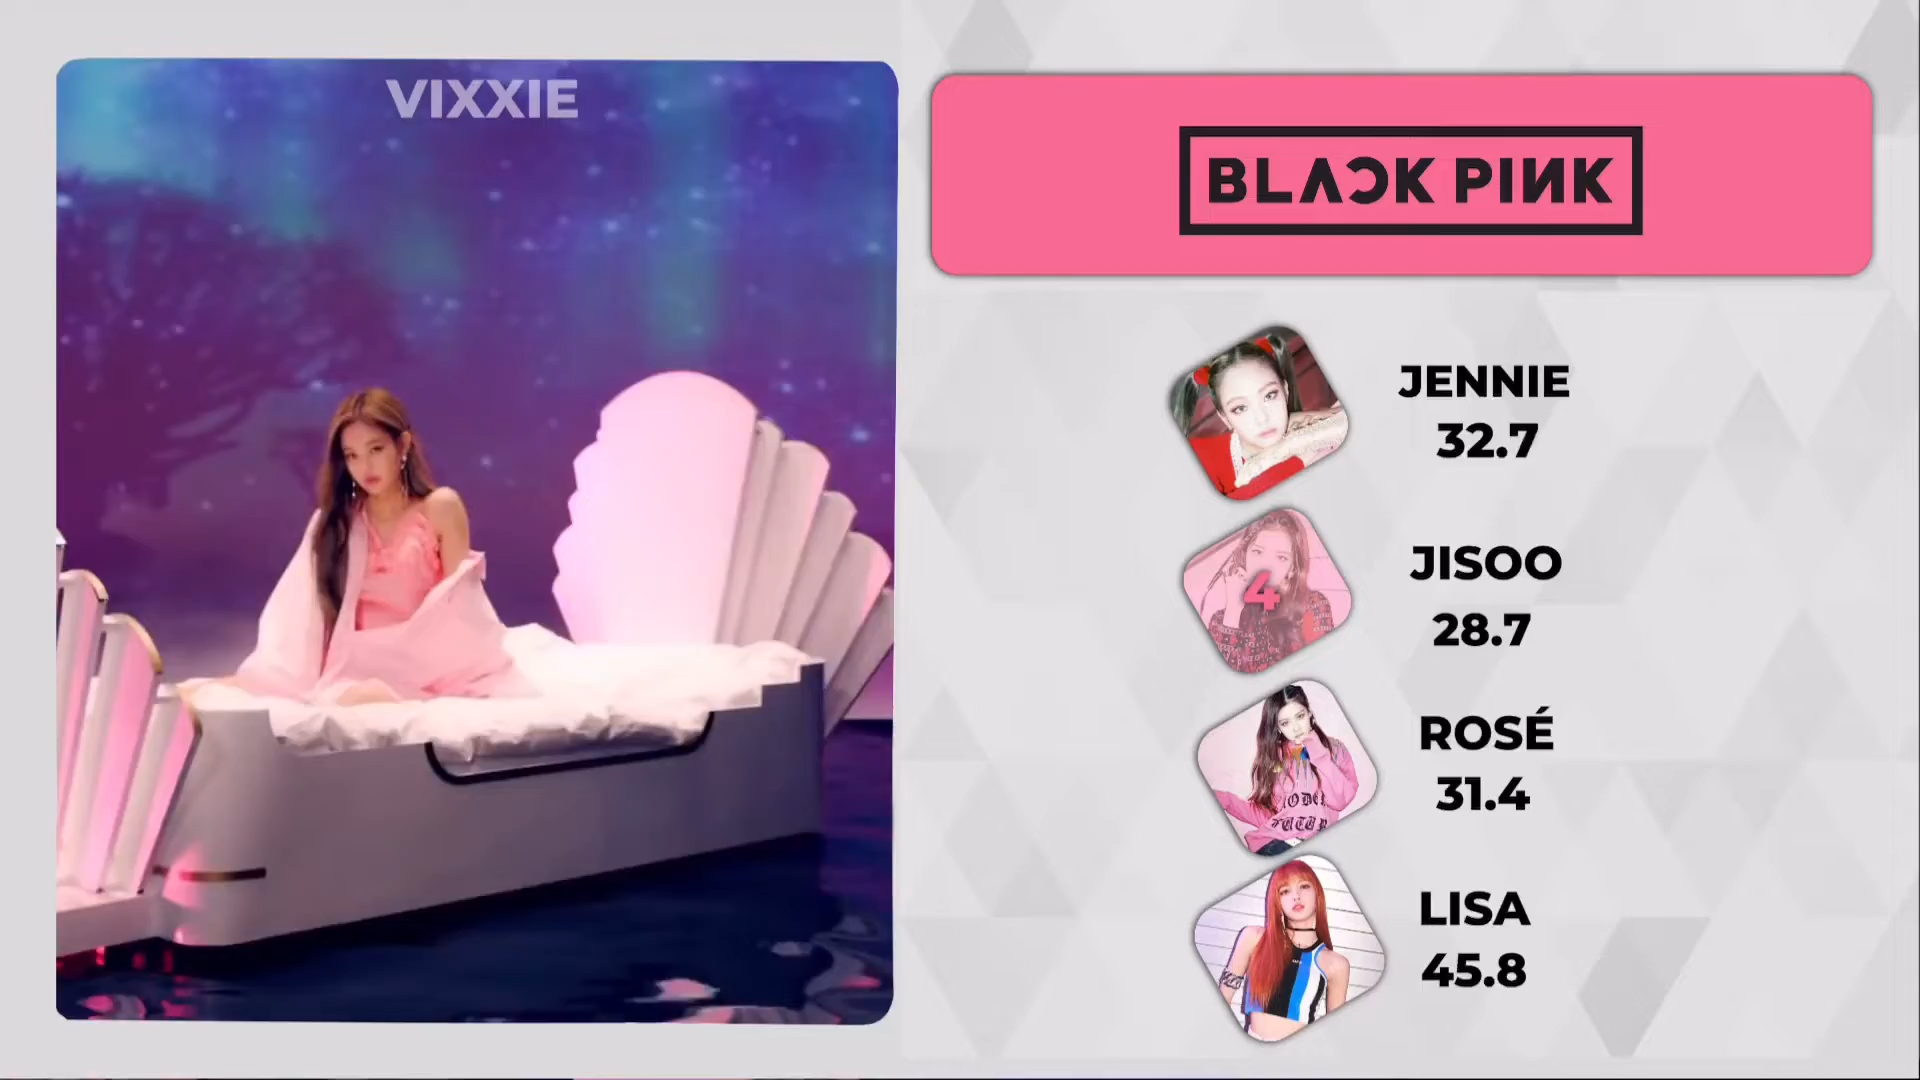 VIXXIE
BLACKPINK
JENNIE
32.7
4
JISOO
28.7
ROSÉ
31.4
LISA
45.8